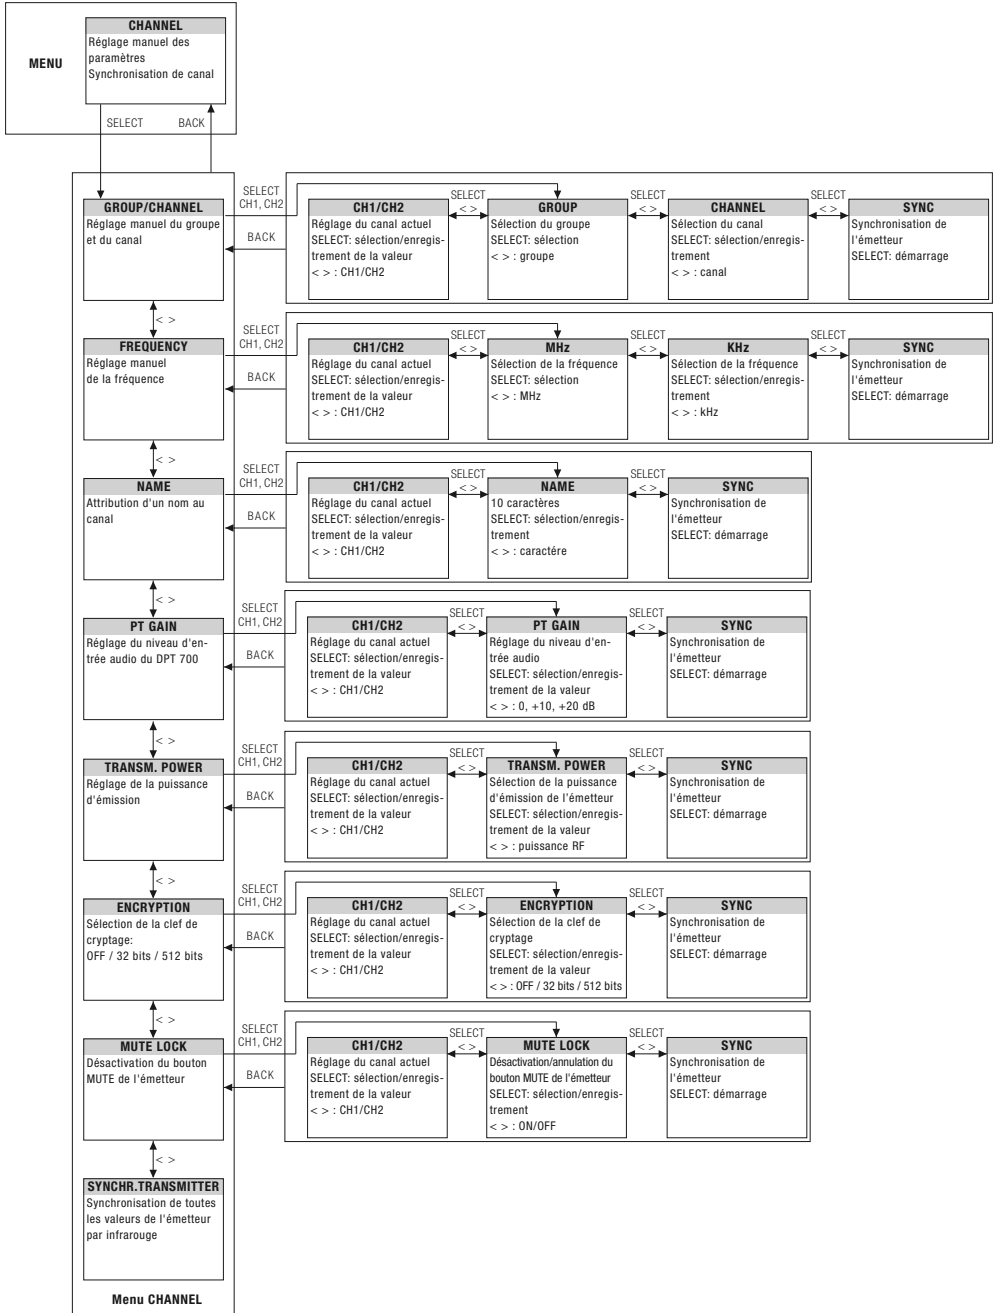 CHANNEL
Réglage manuel des
paramètres
Synchronisation de canal
MENU
SELECT
BACK
GROUP/CHANNEL
Réglage manuel du groupe
et du canal
SELECT
CH1, CH2
BACK
CH1/CH2
Réglage du canal actuel
SELECT: sélection/enregis-
trement de la valeur
< > : CH1/CH2
SELECT
< >
GROUP
Sélection du groupe
SELECT: sélection
< > : groupe
SELECT
< >
CHANNEL
Sélection du canal
SELECT: sélection/enregis-
trement
< > : canal
SELECT
< >
SYNC
Synchronisation de
l'émetteur
SELECT: démarrage
< >
FREQUENCY
Réglage manuel
de la fréquence
SELECT
CH1, CH2
BACK
CH1/CH2
Réglage du canal actuel
SELECT: sélection/enregis-
trement de la valeur
< > : CH1/CH2
SELECT
< >
MHz
Sélection de la fréquence
SELECT: sélection
< > : MHz
SELECT
< >
KHz
Sélection de la fréquence
SELECT: sélection/enregis-
trement
< > : kHz
SELECT
< >
SYNC
Synchronisation de
l'émetteur
SELECT: démarrage
< >
NAME
Attribution d'un nom au
canal
SELECT
CH1, CH2
BACK
CH1/CH2
Réglage du canal actuel
SELECT: sélection/enregis-
trement de la valeur
< > : CH1/CH2
SELECT
< >
NAME
10 caractères
SELECT: sélection/enregis-
trement
< > : caractére
SELECT
< >
SYNC
Synchronisation de
l'émetteur
SELECT: démarrage
< >
PT GAIN
Réglage du niveau d'en-
trée audio du DPT 700
SELECT
CH1, CH2
BACK
CH1/CH2
Réglage du canal actuel
SELECT: sélection/enregis-
trement de la valeur
< > : CH1/CH2
SELECT
< >
PT GAIN
Réglage du niveau d'en-
trée audio
SELECT: sélection/enregis-
trement de la valeur
< > : 0, +10, +20 dB
SELECT
< >
SYNC
Synchronisation de
l'émetteur
SELECT: démarrage
< >
TRANSM. POWER
Réglage de la puissance
d'émission
SELECT
CH1, CH2
BACK
CH1/CH2
Réglage du canal actuel
SELECT: sélection/enregis-
trement de la valeur
< > : CH1/CH2
SELECT
< >
TRANSM. POWER
Sélection de la puissance
d'émission de l'émetteur
SELECT: sélection/enregis-
trement de la valeur
< > : puissance RF
SELECT
< >
SYNC
Synchronisation de
l'émetteur
SELECT: démarrage
< >
ENCRYPTION
Sélection de la clef de
cryptage:
OFF / 32 bits / 512 bits
SELECT
CH1, CH2
BACK
CH1/CH2
Réglage du canal actuel
SELECT: sélection/enregis-
trement de la valeur
< > : CH1/CH2
SELECT
< >
ENCRYPTION
Sélection de la clef de
cryptage
SELECT: sélection/enregis-
trement de la valeur
< > : OFF / 32 bits / 512 bits
SELECT
< >
SYNC
Synchronisation de
l'émetteur
SELECT: démarrage
< >
MUTE LOCK
Désactivation du bouton
MUTE de l'émetteur
SELECT
CH1, CH2
BACK
CH1/CH2
Réglage du canal actuel
SELECT: sélection/enregis-
trement de la valeur
< > : CH1/CH2
SELECT
< >
MUTE LOCK
Désactivation/annulation du
bouton MUTE de l'émetteur
SELECT: sélection/enregis-
trement
< > : ON/OFF
SELECT
< >
SYNC
Synchronisation de
l'émetteur
SELECT: démarrage
< >
SYNCHR.TRANSMITTER
Synchronisation de toutes
les valeurs de l'émetteur
par infrarouge
Menu CHANNEL